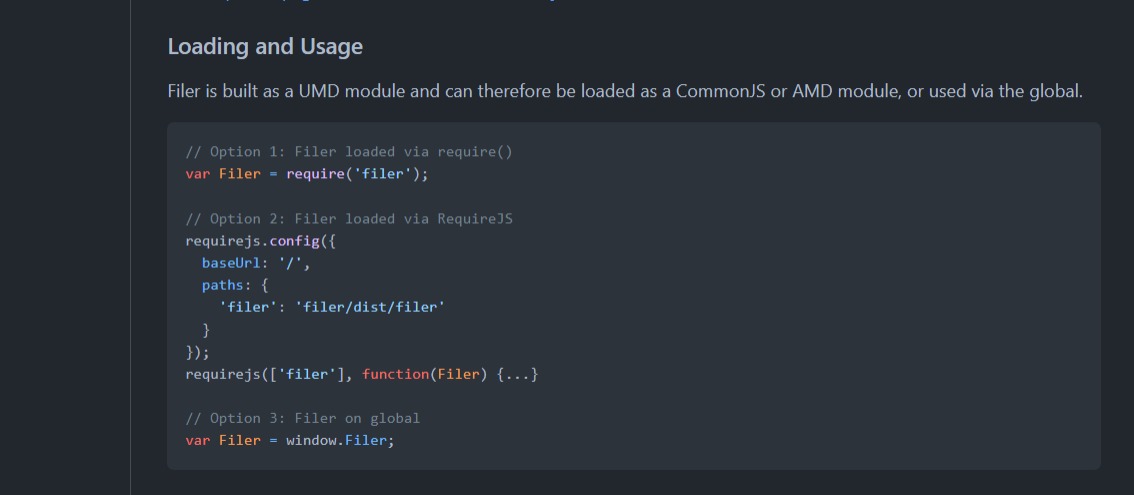 Loading and Usage
Filer is built as a UMD module and can therefore be loaded as a CommonJS or AMD module, or used via the global.
// Option 1: Filer loaded via require()
var Filer = require('filer');
// Option 2: Filer loaded via RequireJS
requirejs.config({
  baseUrl: '/',
  paths: {
    'filer': 'filer/dist/filer'
  }
});
requirejs(['filer'], function(Filer) {...}
// Option 3: Filer on global
var Filer = window.Filer;